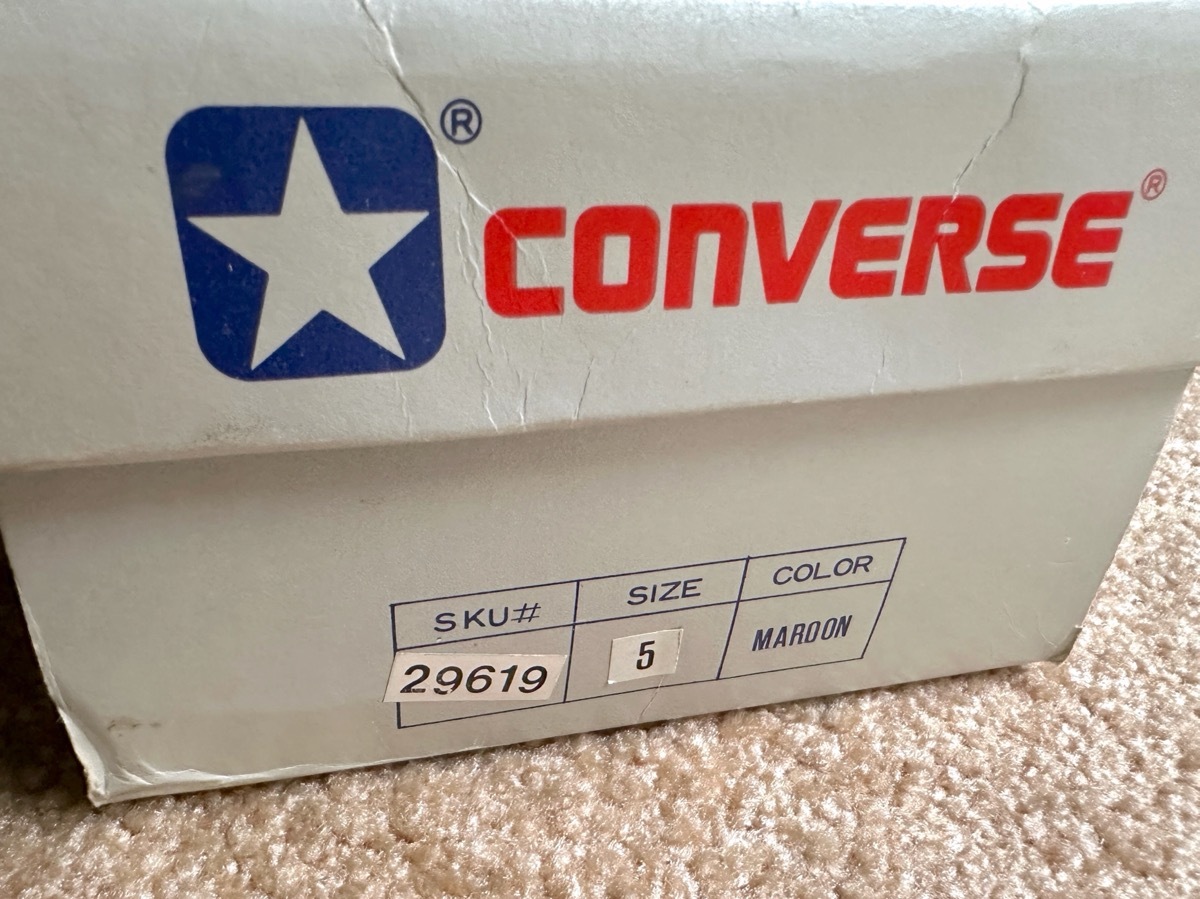 ® CONVERSE ®
SKU# SIZE COLOR
29619 5 MAROON